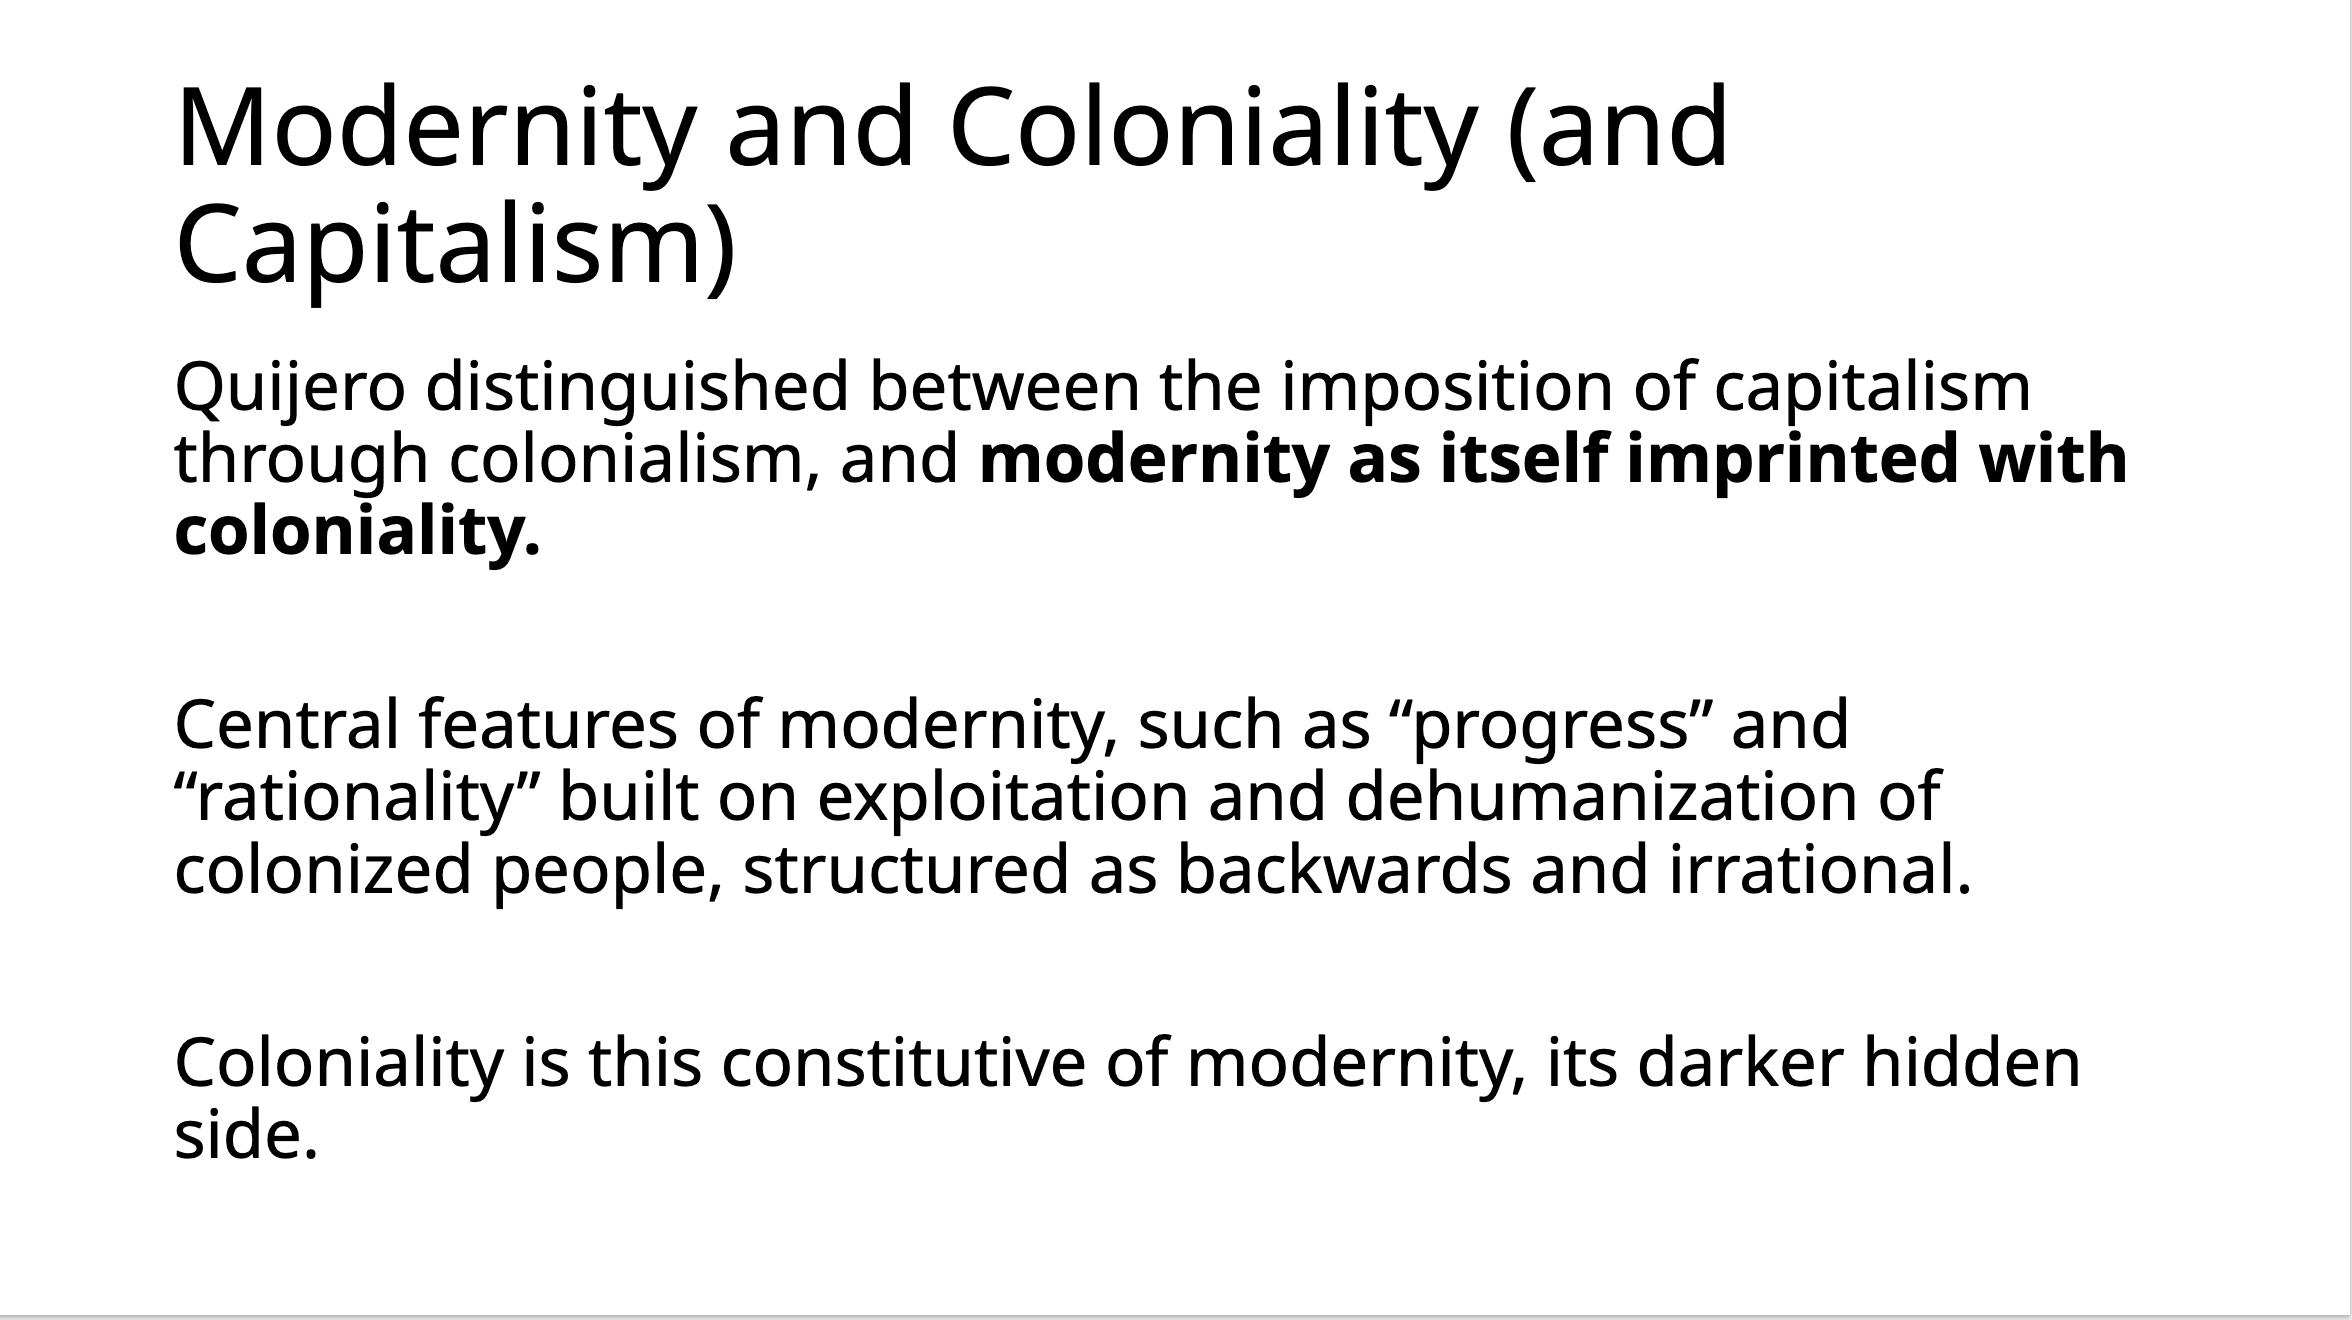 Modernity and Coloniality (and
Capitalism)
Quijero distinguished between the imposition of capitalism
through colonialism, and modernity as itself imprinted with
coloniality.
Central features of modernity, such as “progress” and
“rationality” built on exploitation and dehumanization of
colonized people, structured as backwards and irrational.
Coloniality is this constitutive of modernity, its darker hidden
side.